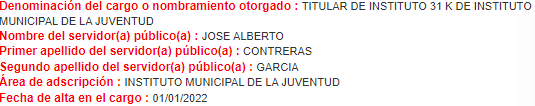 Denominación del cargo o nombramiento otorgado : TITULAR DE INSTITUTO 31 K DE INSTITUTO
MUNICIPAL DE LA JUVENTUD
Nombre del servidor(a) público(a) : JOSE ALBERTO
Primer apellido del servidor(a) público(a) : CONTRERAS
Segundo apellido del servidor(a) público(a) : GARCIA
Área de adscripción : INSTITUTO MUNICIPAL DE LA JUVENTUD
Fecha de alta en el cargo : 01/01/2022